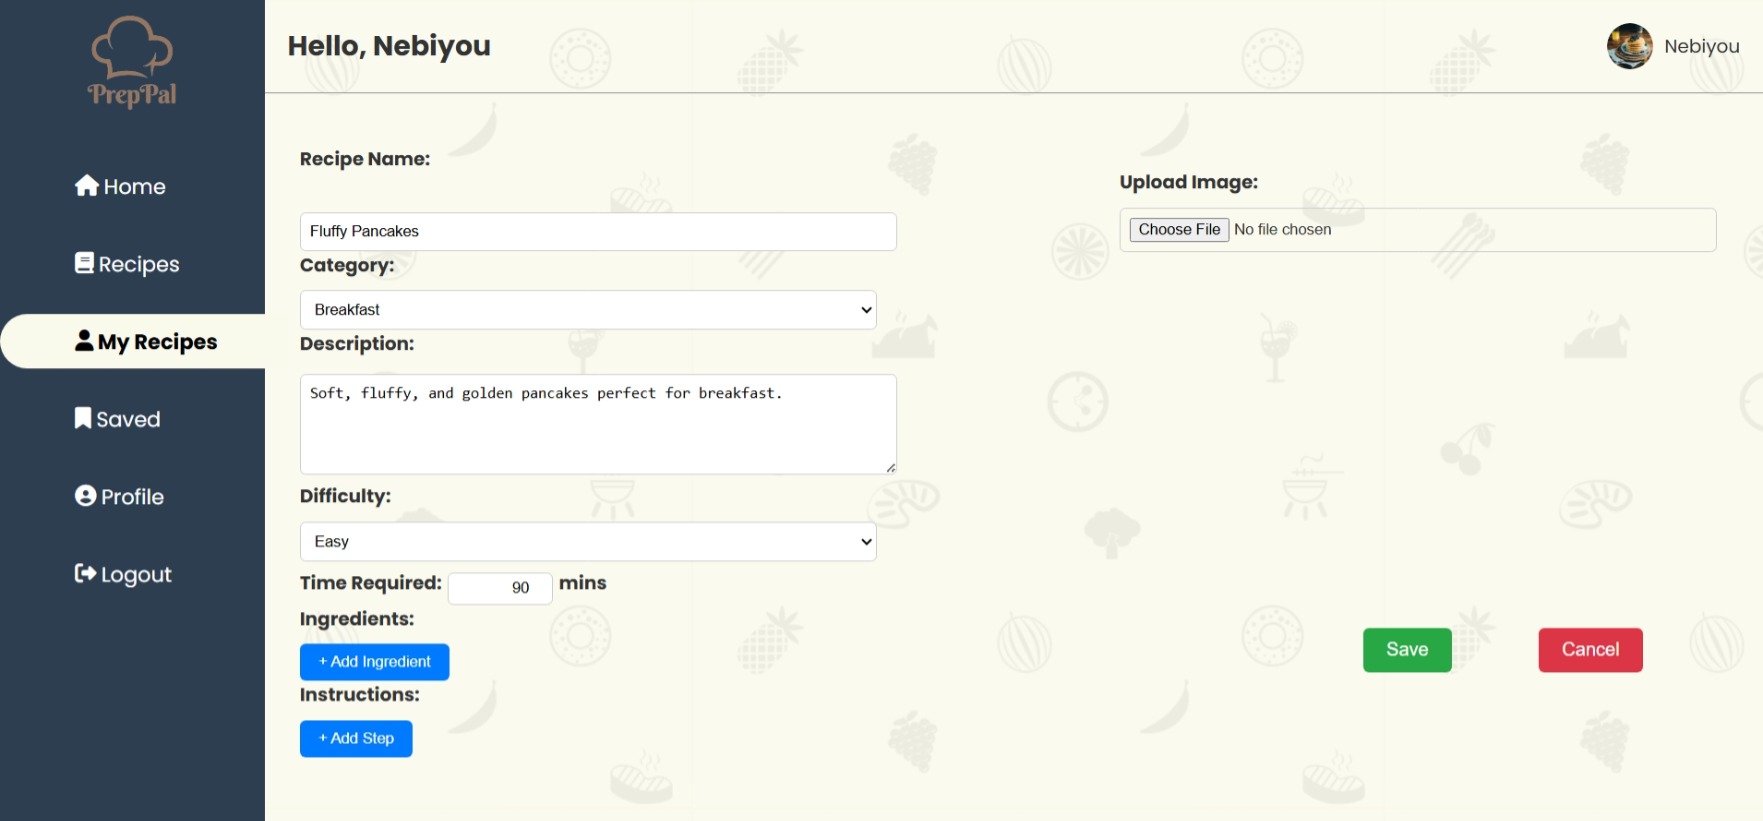 PrepPal
Home
Recipes
My Recipes
Saved
Profile
Logout
Hello, Nebiyou
Nebiyou
Recipe Name:
Fluffy Pancakes
Category:
Breakfast
Description:
Soft, fluffy, and golden pancakes perfect for breakfast.
Difficulty:
Easy
Time Required: 90 mins
Ingredients:
+ Add Ingredient
Instructions:
+ Add Step
Upload Image:
Choose File No file chosen
Save
Cancel